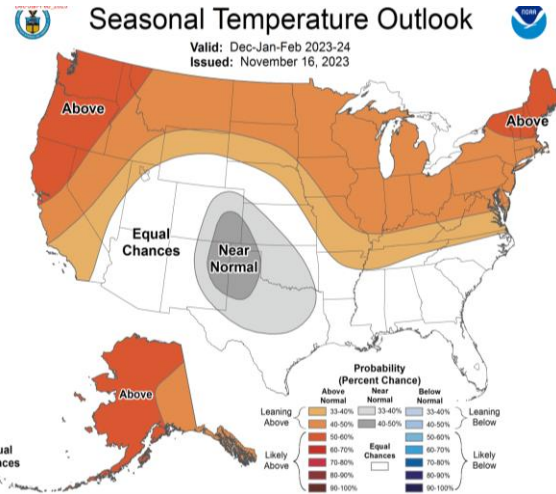 Seasonal Temperature Outlook
Valid: Dec-Jan-Feb 2023-24
Issued: November 16, 2023
NOAA
Above
Above
Equal
Chances
Near
Normal
Above
Probability
(Percent Chance)
Above
Normal
Near
Normal
Below
Normal
Leaning
Above
33-40% 33-40% 33-40%
40-50% 40-50% 40-50%
Leaning
Below
Likely
Above
50-60% 50-60%
60-70% 60-70%
70-80% 70-80%
80-90% 80-90%
90-100% 90-100%
Equal
Chances
Likely
Below